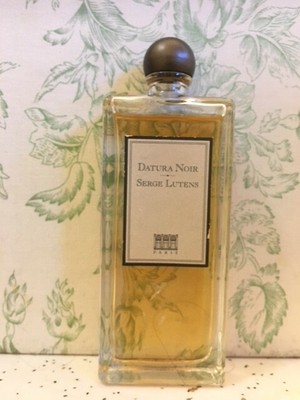 DATURA NOIR
SERGE LUTENS
PARIS